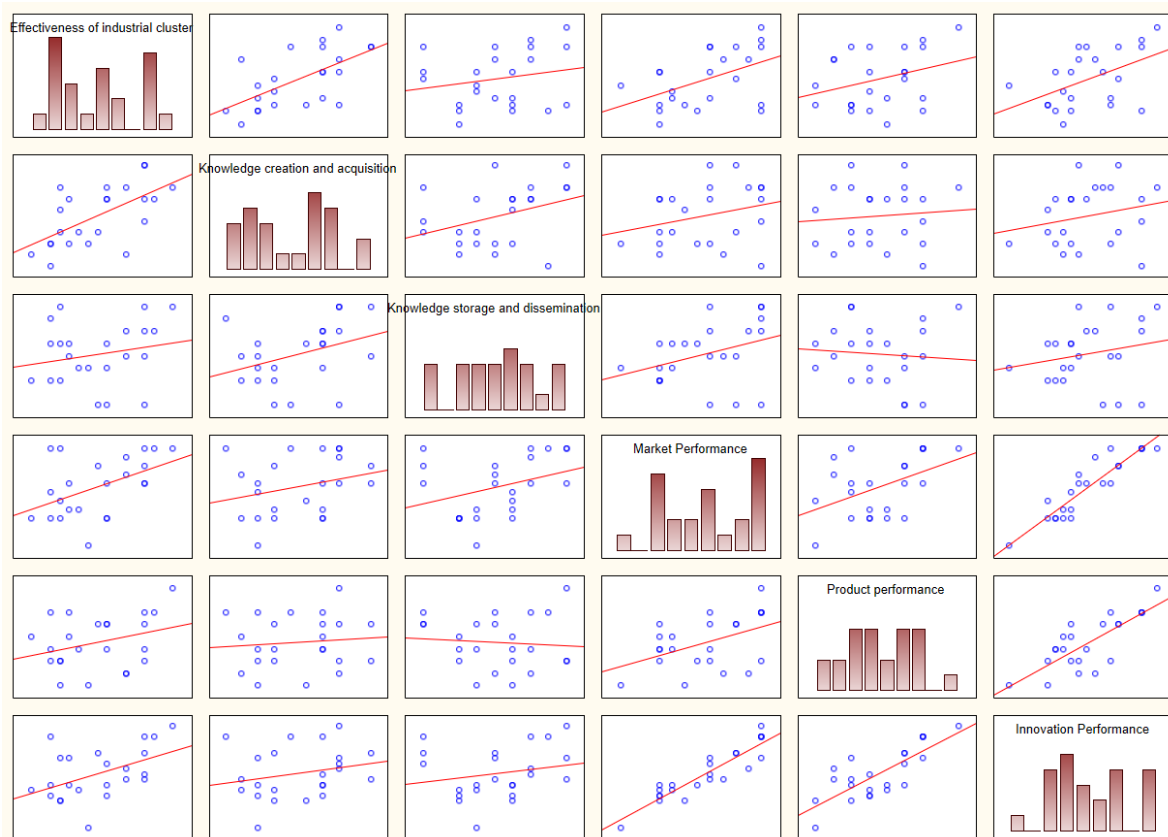 Effectiveness of industrial cluster
Knowledge creation and acquisition
Knowledge storage and dissemination
Market Performance
Product performance
Innovation Performance